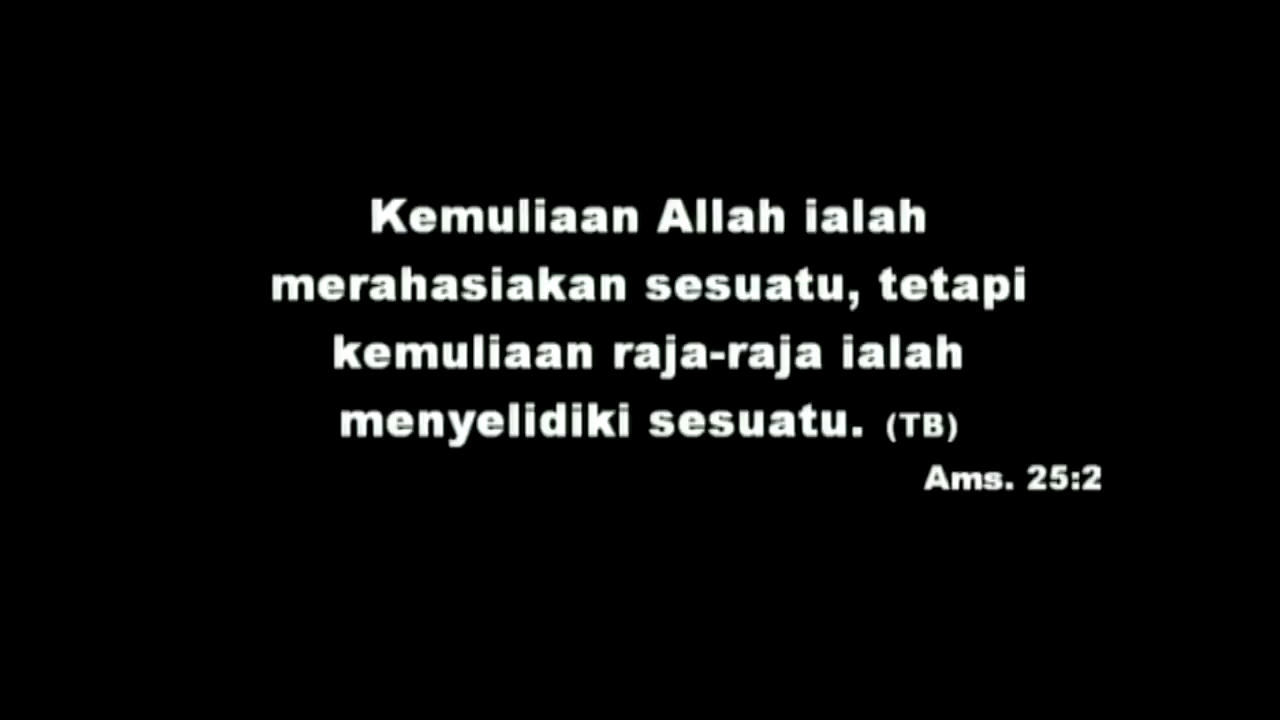 Kemuliaan Allah ialah
merahasiakan sesuatu, tetapi
kemuliaan raja-raja ialah
menyelidiki sesuatu. (TB)
Ams. 25:2